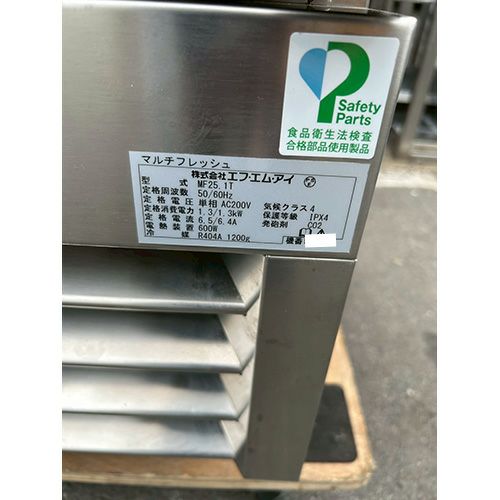 Safety
Parts
食品衛生法検査
合格部品使用製品
マルチフレッシュ
株式会社エフ・エム・アイ
型式 MF25.1T
定格周波数 50/60Hz
定格電圧 単相 AC200V 気候クラス 4
定格消費電力 1.3/1.3kW 保護等級 IPX4
定格電流 6.5/6.4A 発泡剤 CO2
電熱装置 600W
冷媒 R404A 1200g 機番